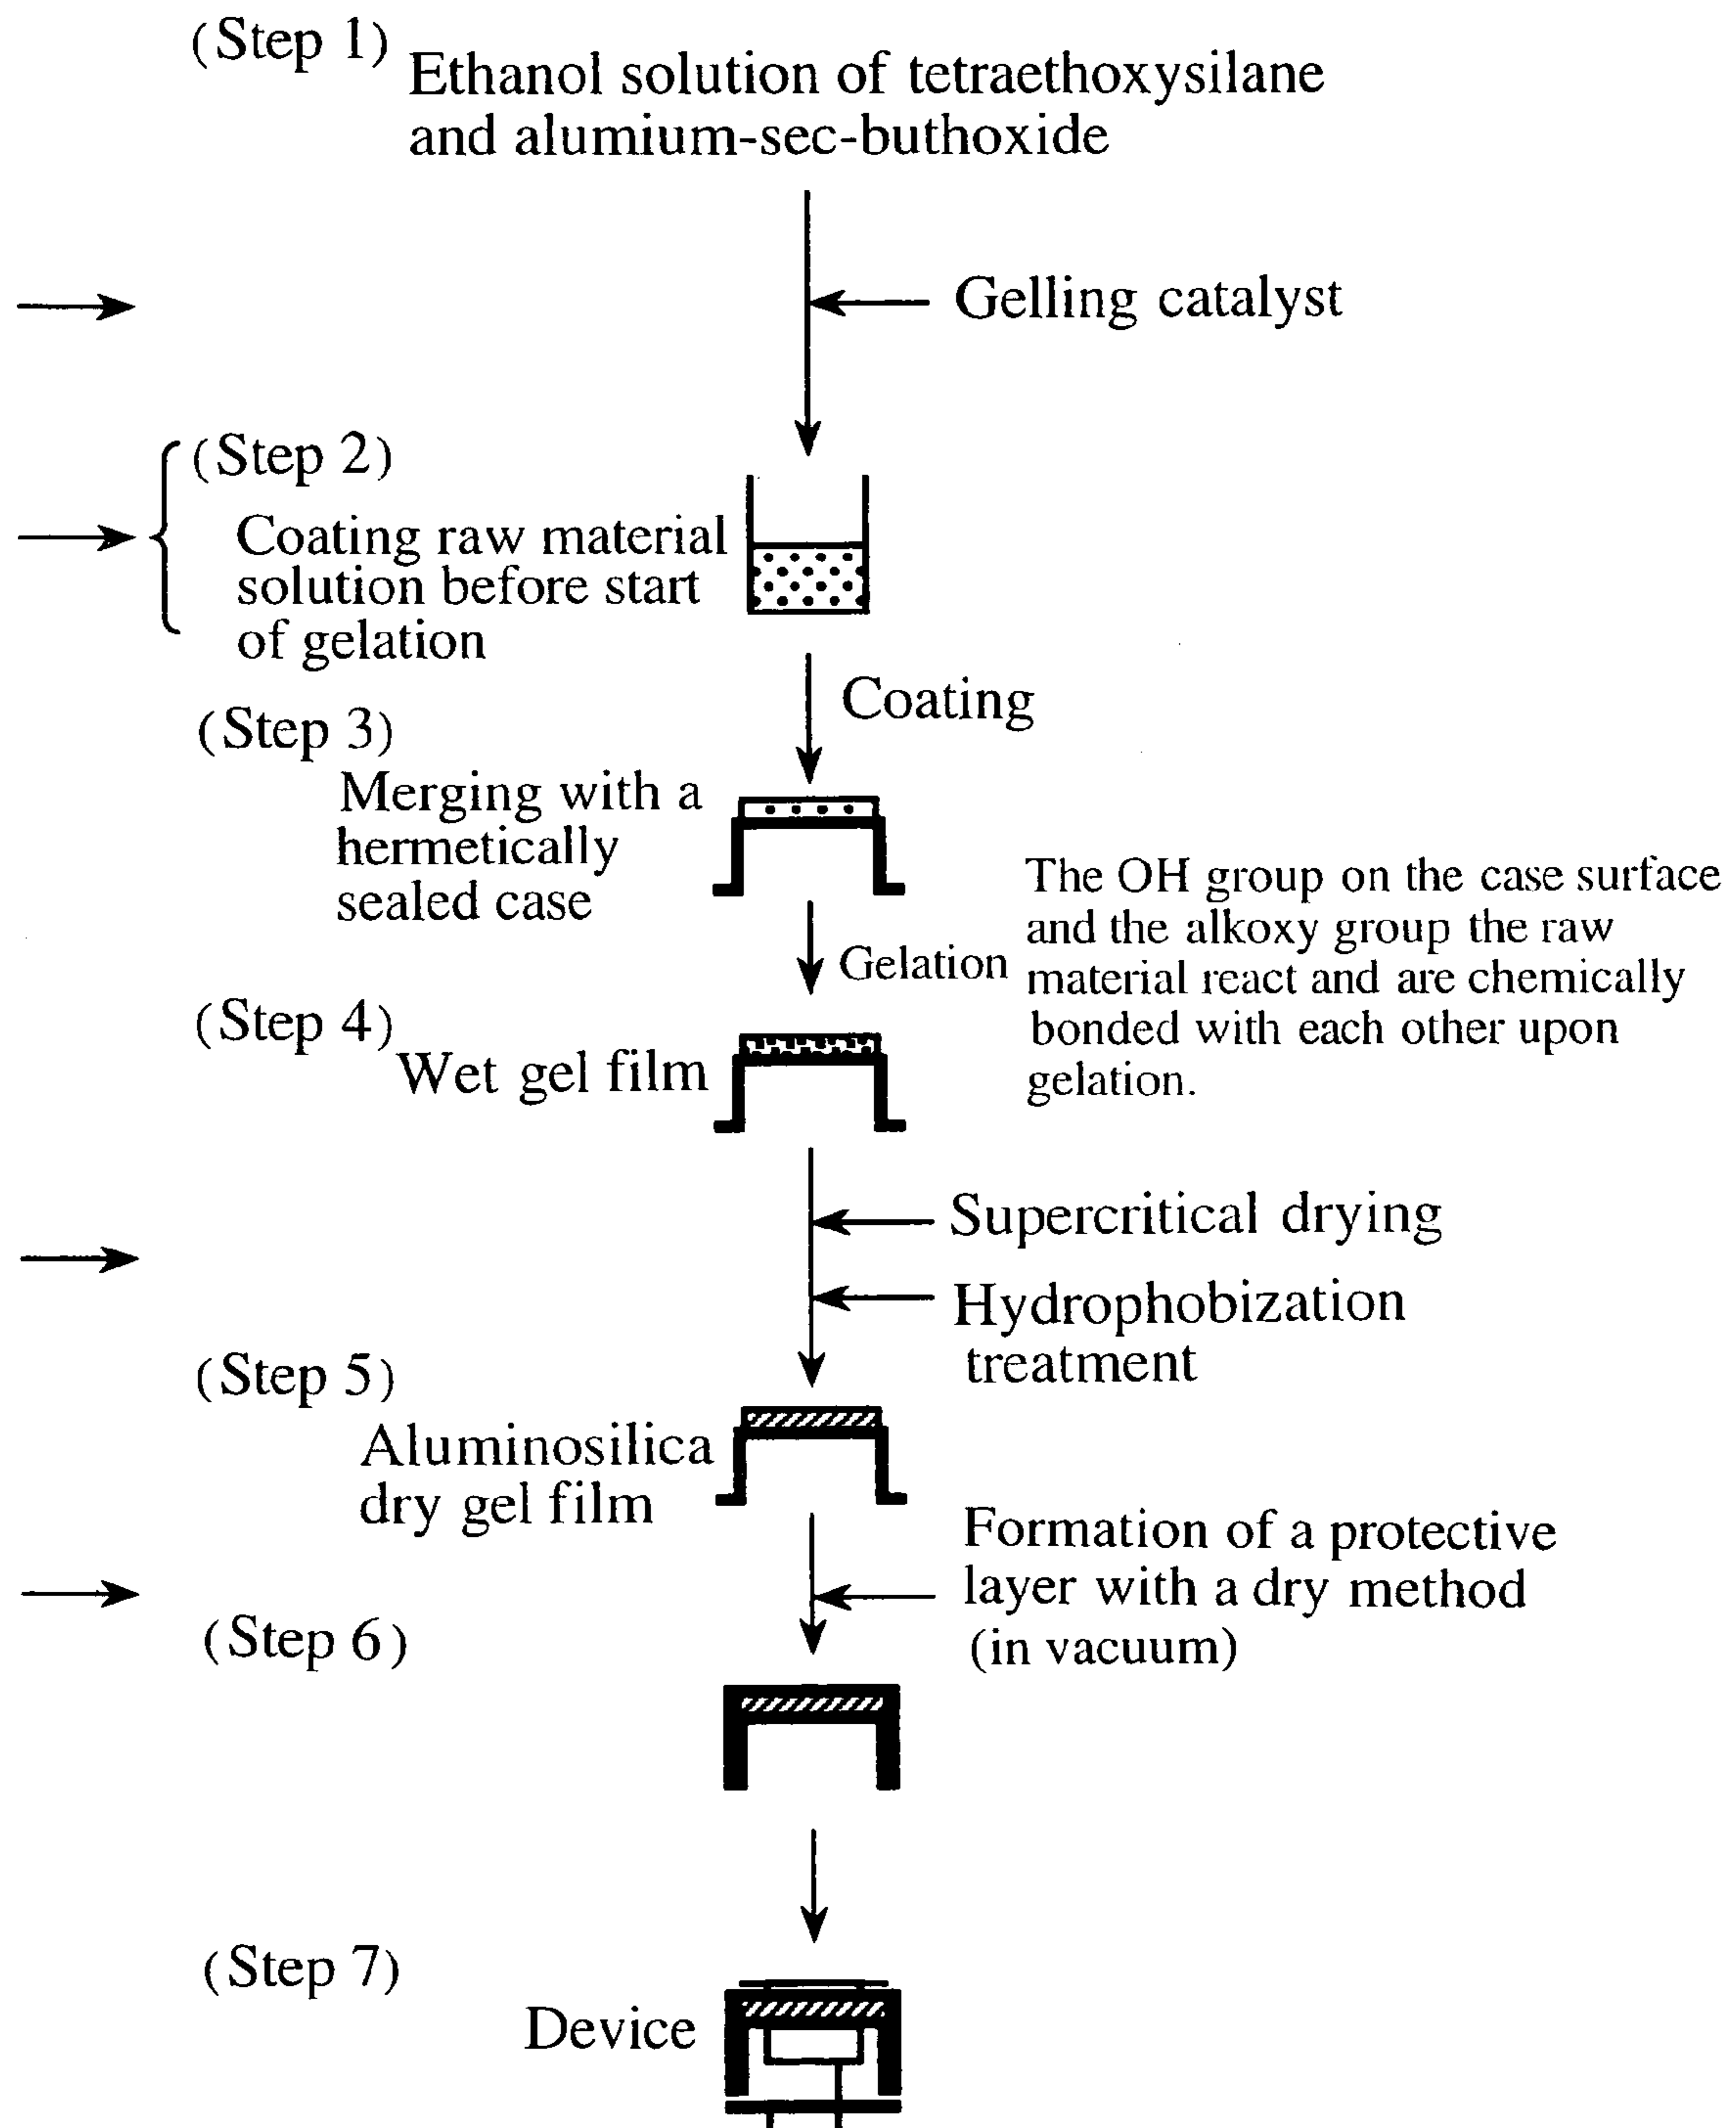 (Step 1)
Ethanol solution of tetraethoxysilane
and alumium-sec-buthoxide
Gelling catalyst
(Step 2)
Coating raw material
solution before start
of gelation
Coating
(Step 3)
Merging with a
hermetically
sealed case
Gelation
The OH group on the case surface
and the alkoxy group the raw
material react and are chemically
bonded with each other upon
gelation.
(Step 4)
Wet gel film
Supercritical drying
Hydrophobization
treatment
(Step 5)
Aluminosilica
dry gel film
Formation of a protective
layer with a dry method
(in vacuum)
(Step 6)
(Step 7)
Device